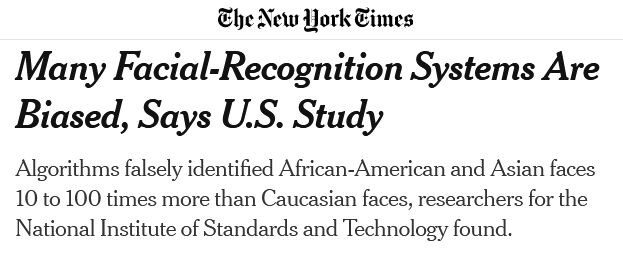 The New York Times
Many Facial-Recognition Systems Are
Biased, Says U.S. Study
Algorithms falsely identified African-American and Asian faces
10 to 100 times more than Caucasian faces, researchers for the
National Institute of Standards and Technology found.